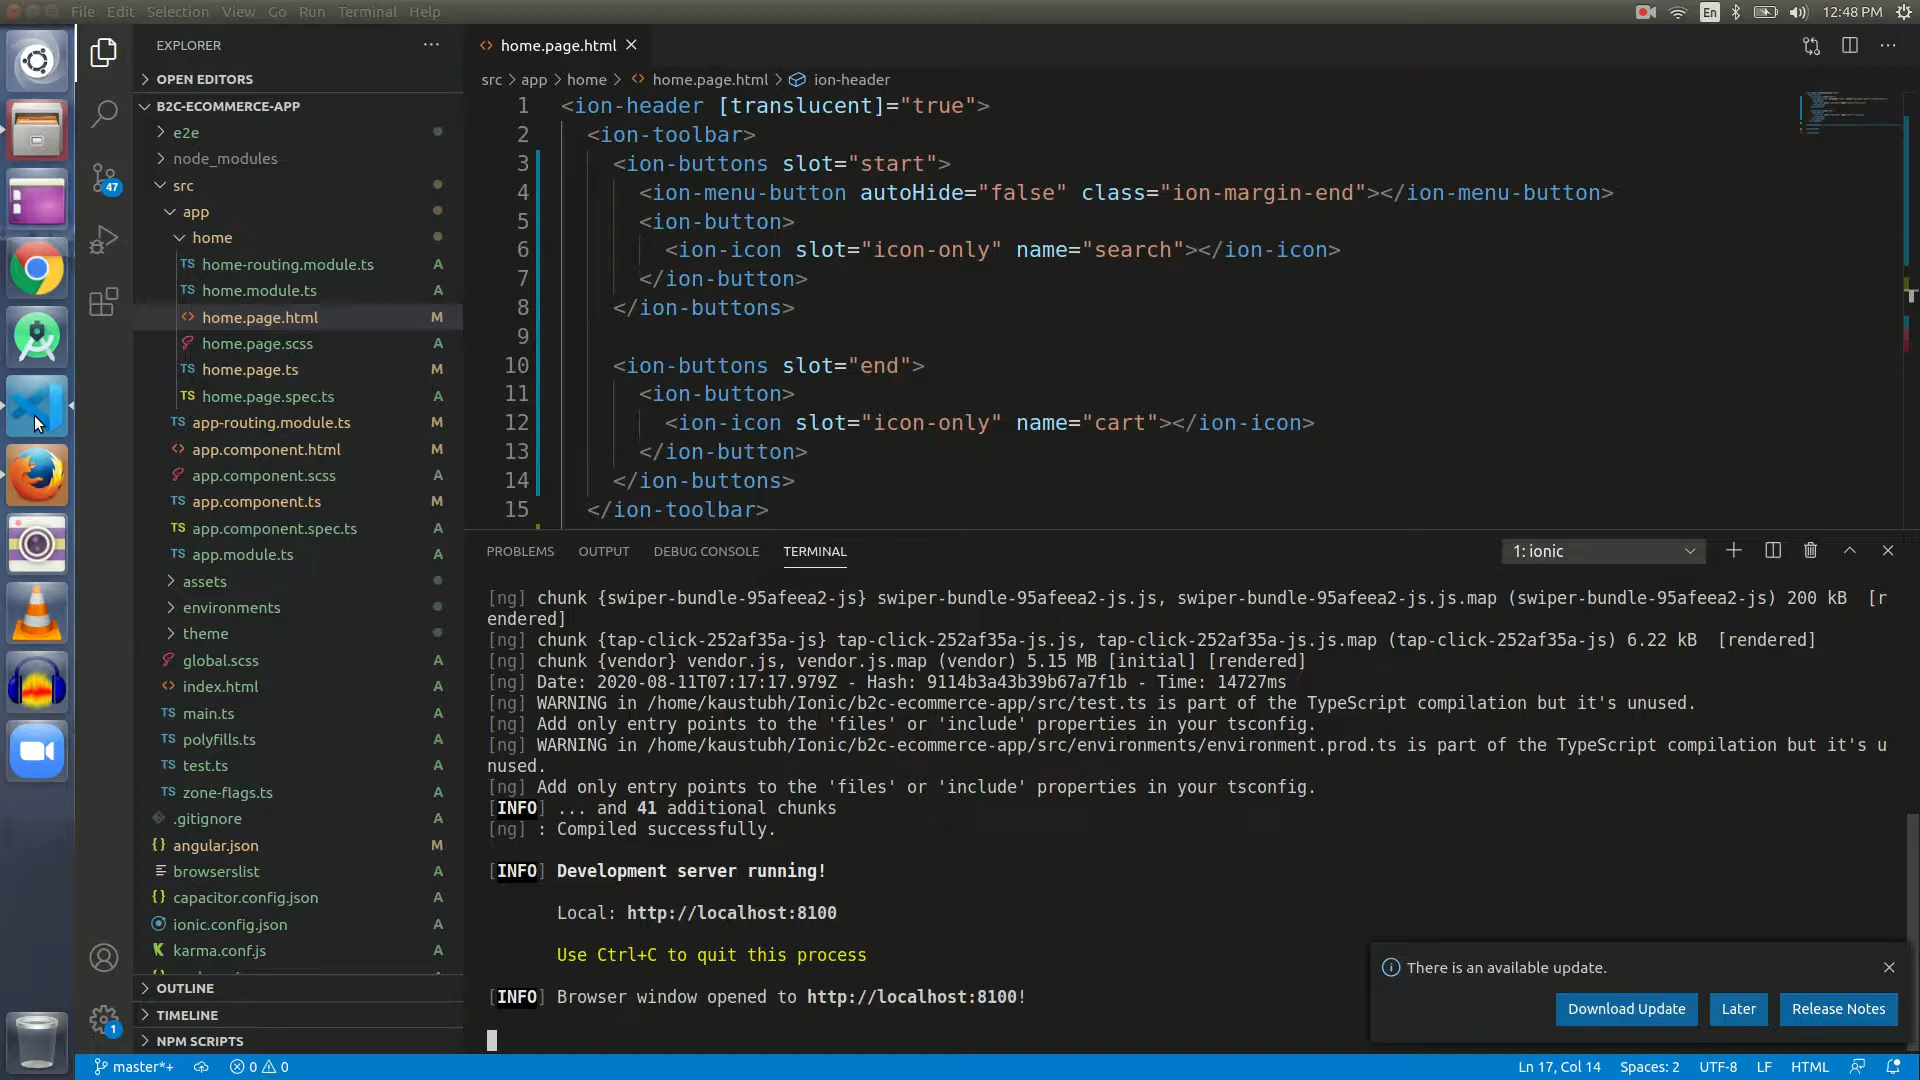 File Edit Selection View Go Run Terminal Help
En 12:48 PM
EXPLORER
OPEN EDITORS
B2C-ECOMMERCE-APP
e2e
node_modules
src
47
app
home
home-routing.module.ts A
home.module.ts A
home.page.html M
home.page.scss A
home.page.ts M
home.page.spec.ts A
app-routing.module.ts M
app.component.html M
app.component.scss A
app.component.ts M
app.component.spec.ts A
app.module.ts A
assets
environments
theme
global.scss A
index.html A
main.ts A
polyfills.ts A
test.ts A
zone-flags.ts A
.gitignore A
angular.json M
browserslist A
capacitor.config.json A
ionic.config.json A
karma.conf.js A
OUTLINE
TIMELINE
1
NPM SCRIPTS
home.page.html
src > app > home > home.page.html > ion-header
1 <ion-header [translucent]="true">
2 <ion-toolbar>
3 <ion-buttons slot="start">
4 <ion-menu-button autoHide="false" class="ion-margin-end"></ion-menu-button>
5 <ion-button>
6 <ion-icon slot="icon-only" name="search"></ion-icon>
7 </ion-button>
8 </ion-buttons>
9
10 <ion-buttons slot="end">
11 <ion-button>
12 <ion-icon slot="icon-only" name="cart"></ion-icon>
13 </ion-button>
14 </ion-buttons>
15 </ion-toolbar>
PROBLEMS OUTPUT DEBUG CONSOLE TERMINAL 1: ionic
[ng] chunk {swiper-bundle-95afeea2-js} swiper-bundle-95afeea2-js.js, swiper-bundle-95afeea2-js.js.map (swiper-bundle-95afeea2-js) 200 kB [r
endered]
[ng] chunk {tap-click-252af35a-js} tap-click-252af35a-js.js, tap-click-252af35a-js.js.map (tap-click-252af35a-js) 6.22 kB [rendered]
[ng] chunk {vendor} vendor.js, vendor.js.map (vendor) 5.15 MB [initial] [rendered]
[ng] Date: 2020-08-11T07:17:17.979Z - Hash: 9114b3a43b39b67a7f1b - Time: 14727ms
[ng] WARNING in /home/kaustubh/Ionic/b2c-ecommerce-app/src/test.ts is part of the TypeScript compilation but it's unused.
[ng] Add only entry points to the 'files' or 'include' properties in your tsconfig.
[ng] WARNING in /home/kaustubh/Ionic/b2c-ecommerce-app/src/environments/environment.prod.ts is part of the TypeScript compilation but it's u
nused.
[ng] Add only entry points to the 'files' or 'include' properties in your tsconfig.
[INFO] ... and 41 additional chunks
[ng] : Compiled successfully.
[INFO] Development server running!
Local: http://localhost:8100
Use Ctrl+C to quit this process
[INFO] Browser window opened to http://localhost:8100!
There is an available update.
Download Update Later Release Notes
master*+ 0 0 Ln 17, Col 14 Spaces: 2 UTF-8 LF HTML